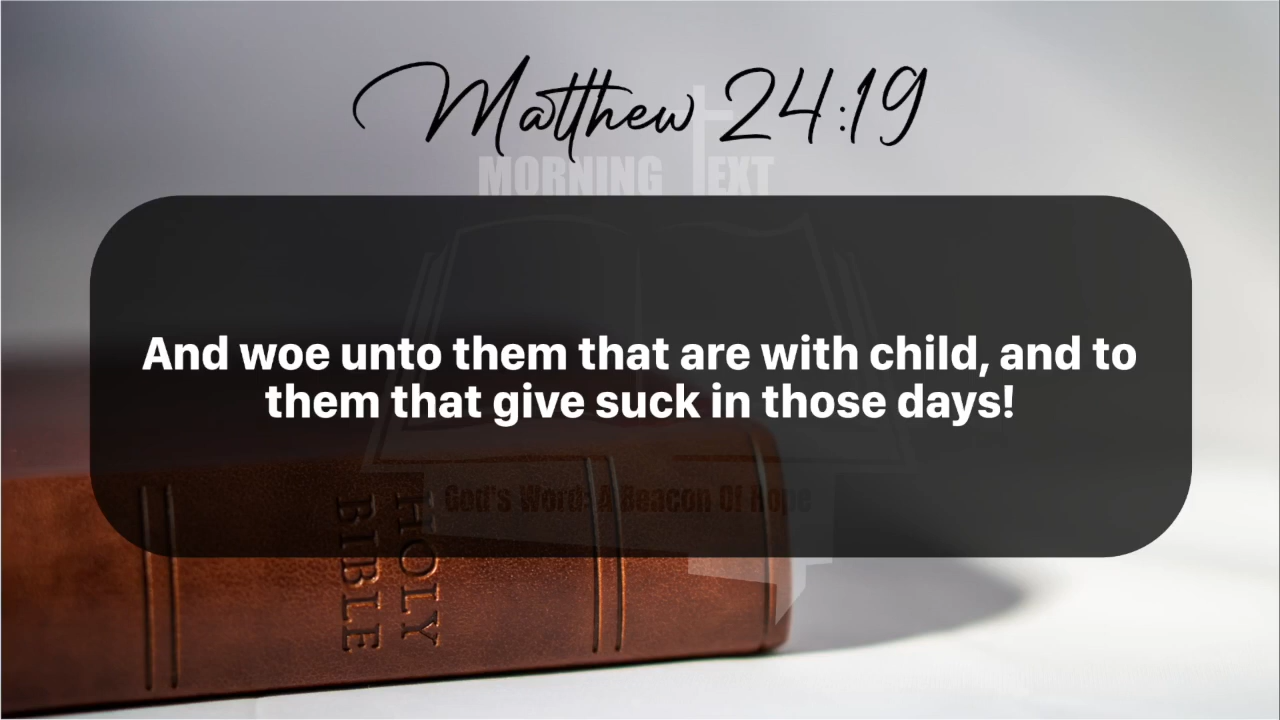 Matthew 24:19
MORNING TEXT
And woe unto them that are with child, and to
them that give suck in those days!
God's Word: A Beacon Of Hope
HOLY
BIBLE